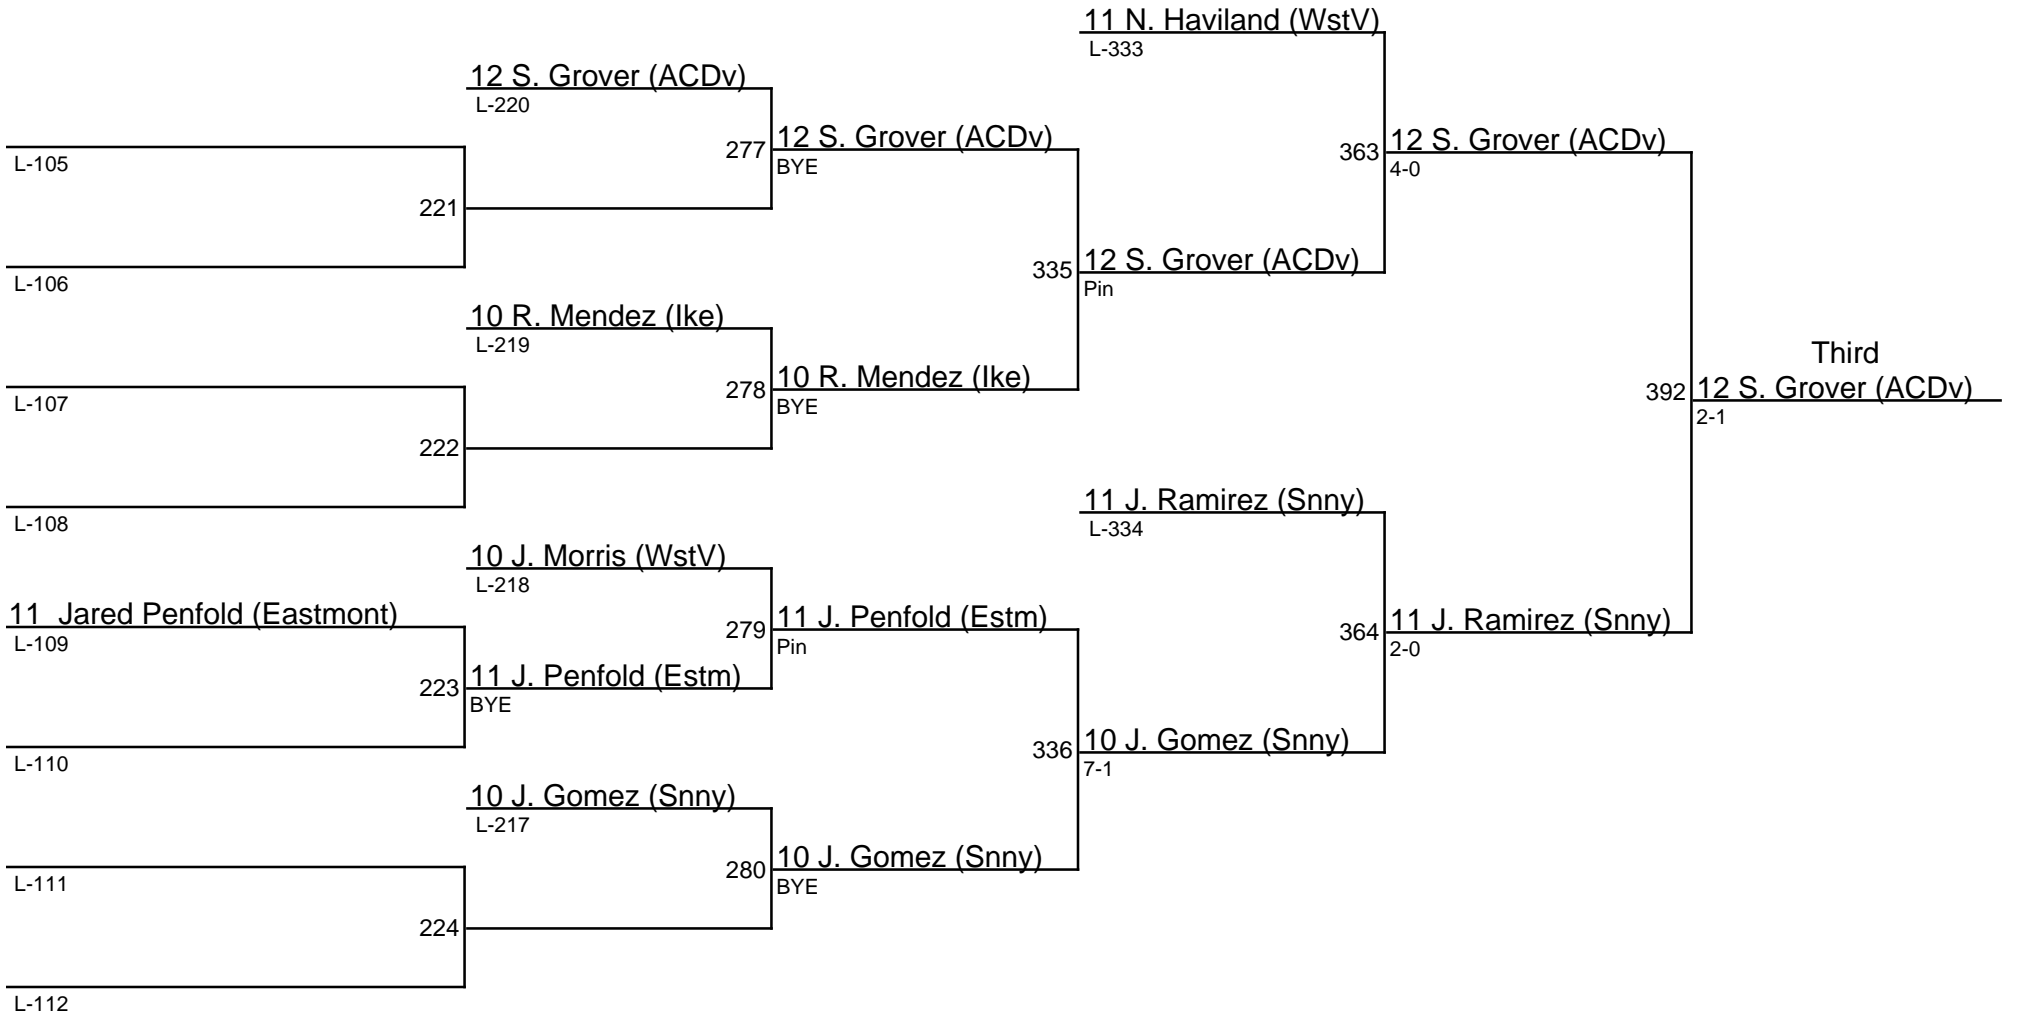 11 N. Haviland (WstV)
L-333
12 S. Grover (ACDv)
L-220
277
12 S. Grover (ACDv)
BYE
363
12 S. Grover (ACDv)
4-0
L-105
221
335
12 S. Grover (ACDv)
Pin
L-106
10 R. Mendez (Ike)
L-219
278
10 R. Mendez (Ike)
BYE
Third
392
12 S. Grover (ACDv)
2-1
L-107
222
L-108
11 J. Ramirez (Snny)
L-334
10 J. Morris (WstV)
L-218
11 Jared Penfold (Eastmont)
L-109
279
11 J. Penfold (Estm)
Pin
364
11 J. Ramirez (Snny)
2-0
223
11 J. Penfold (Estm)
BYE
L-110
336
10 J. Gomez (Snny)
7-1
10 J. Gomez (Snny)
L-217
280
10 J. Gomez (Snny)
BYE
L-111
224
L-112